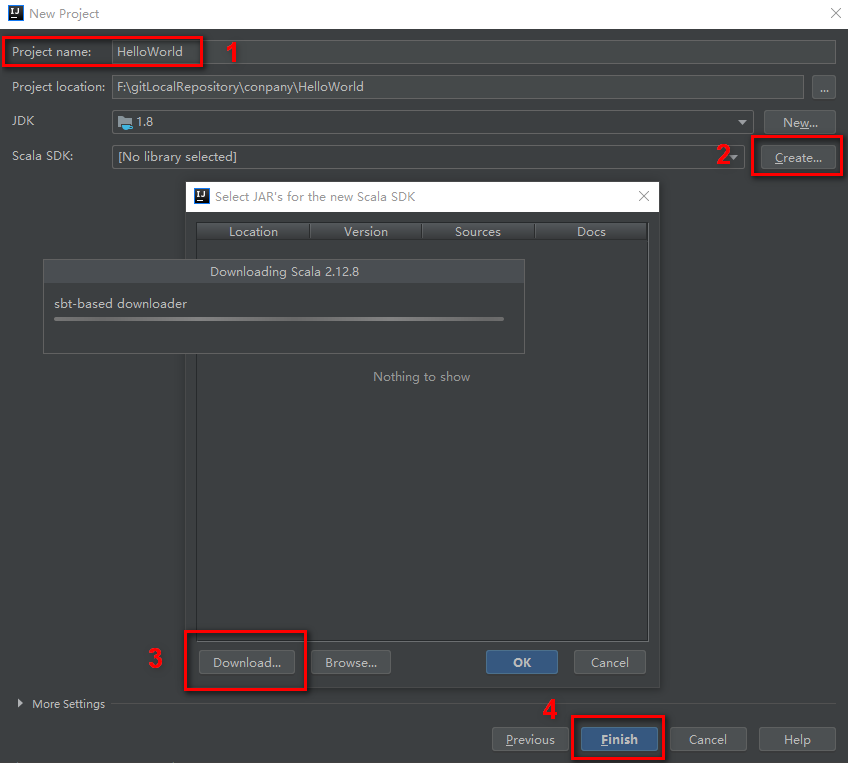 New Project
Project name: HelloWorld 1
Project location: F:\gitLocalRepository\conpany\HelloWorld ...
JDK 1.8 New...
Scala SDK: [No library selected] 2 Create...
Select JAR's for the new Scala SDK
Location Version Sources Docs
Downloading Scala 2.12.8
sbt-based downloader
Nothing to show
3 Download... Browse... OK Cancel
More Settings
4
Previous Finish Cancel Help